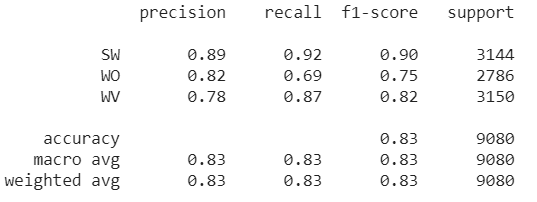 precision recall f1-score support
SW 0.89 0.92 0.90 3144
WO 0.82 0.69 0.75 2786
WV 0.78 0.87 0.82 3150
accuracy 0.83 9080
macro avg 0.83 0.83 0.83 9080
weighted avg 0.83 0.83 0.83 9080